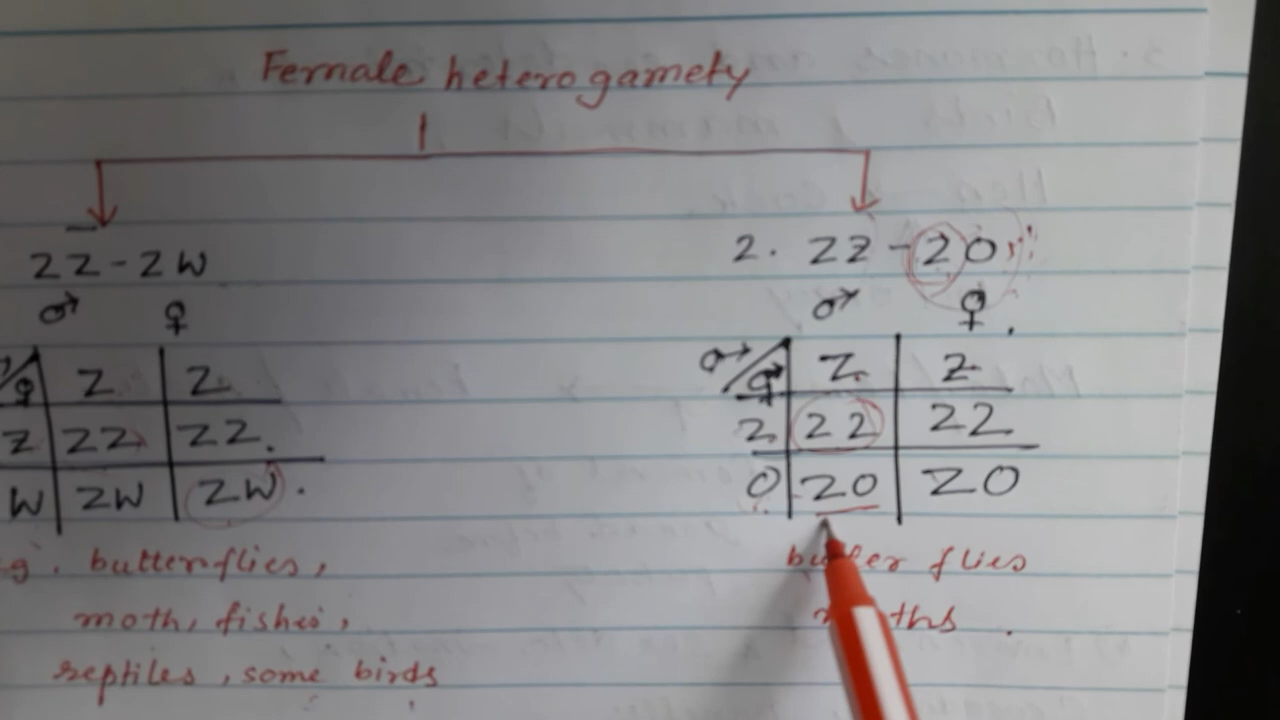 Female heterogamety
ZZ - ZW
♂ ♀
2. ZZ - ZO
♂ ♀ .
♀ Z Z
Z ZZ ZZ.
W ZW ZW.
♂ ♀ Z Z
Z ZZ ZZ
O ZO ZO
g. butterflies,
moth, fishes,
reptiles, some birds
butterflies
moths .